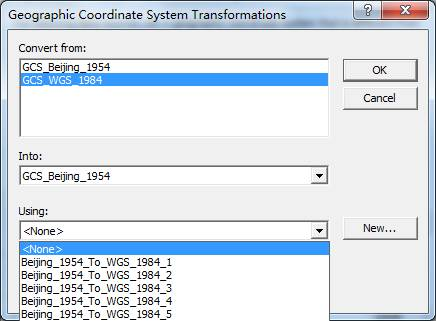 Geographic Coordinate System Transformations
Convert from:
GCS_Beijing_1954
GCS_WGS_1984
OK
Cancel
Into:
GCS_Beijing_1954
Using:
<None>
New...
<None>
Beijing_1954_To_WGS_1984_1
Beijing_1954_To_WGS_1984_2
Beijing_1954_To_WGS_1984_3
Beijing_1954_To_WGS_1984_4
Beijing_1954_To_WGS_1984_5